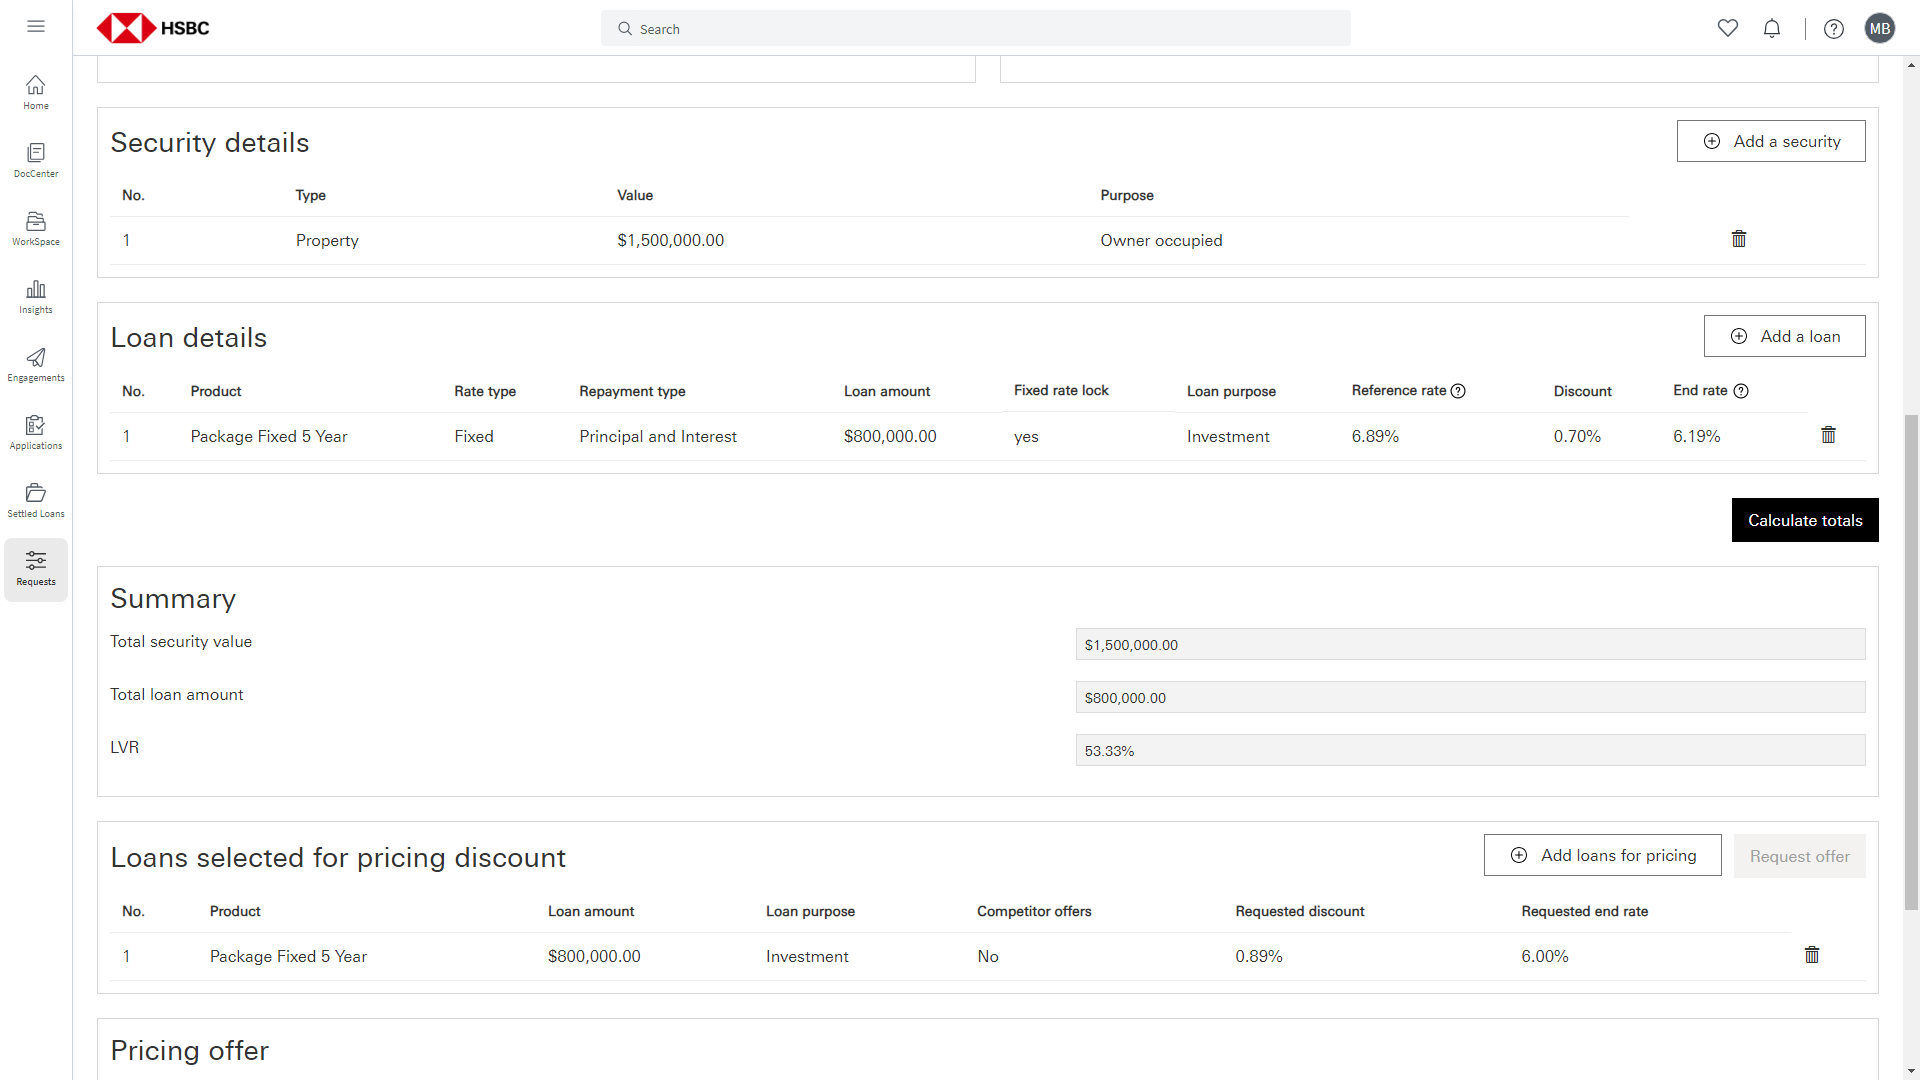 HSBC
Search
MB
Home
DocCenter
WorkSpace
Insights
Engagements
Applications
Settled Loans
Requests
Security details
Add a security
No. Type Value Purpose
1 Property $1,500,000.00 Owner occupied
Loan details
Add a loan
No. Product Rate type Repayment type Loan amount Fixed rate lock Loan purpose Reference rate ? Discount End rate ?
1 Package Fixed 5 Year Fixed Principal and Interest $800,000.00 yes Investment 6.89% 0.70% 6.19%
Calculate totals
Summary
Total security value $1,500,000.00
Total loan amount $800,000.00
LVR 53.33%
Loans selected for pricing discount
Add loans for pricing
Request offer
No. Product Loan amount Loan purpose Competitor offers Requested discount Requested end rate
1 Package Fixed 5 Year $800,000.00 Investment No 0.89% 6.00%
Pricing offer